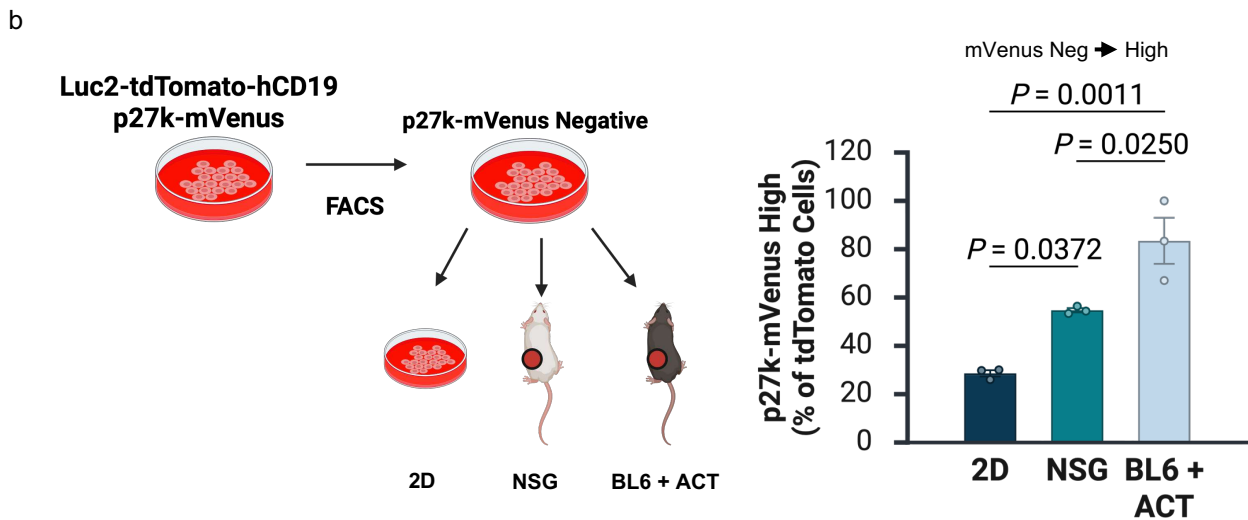 b
Luc2-tdTomato-hCD19
p27k-mVenus
FACS
p27k-mVenus Negative
2D
NSG
BL6 + ACT
mVenus Neg → High
P = 0.0011
P = 0.0250
P = 0.0372
p27k-mVenus High
(% of tdTomato Cells)
120
100
80
60
40
20
0
2D
NSG
BL6 +
ACT